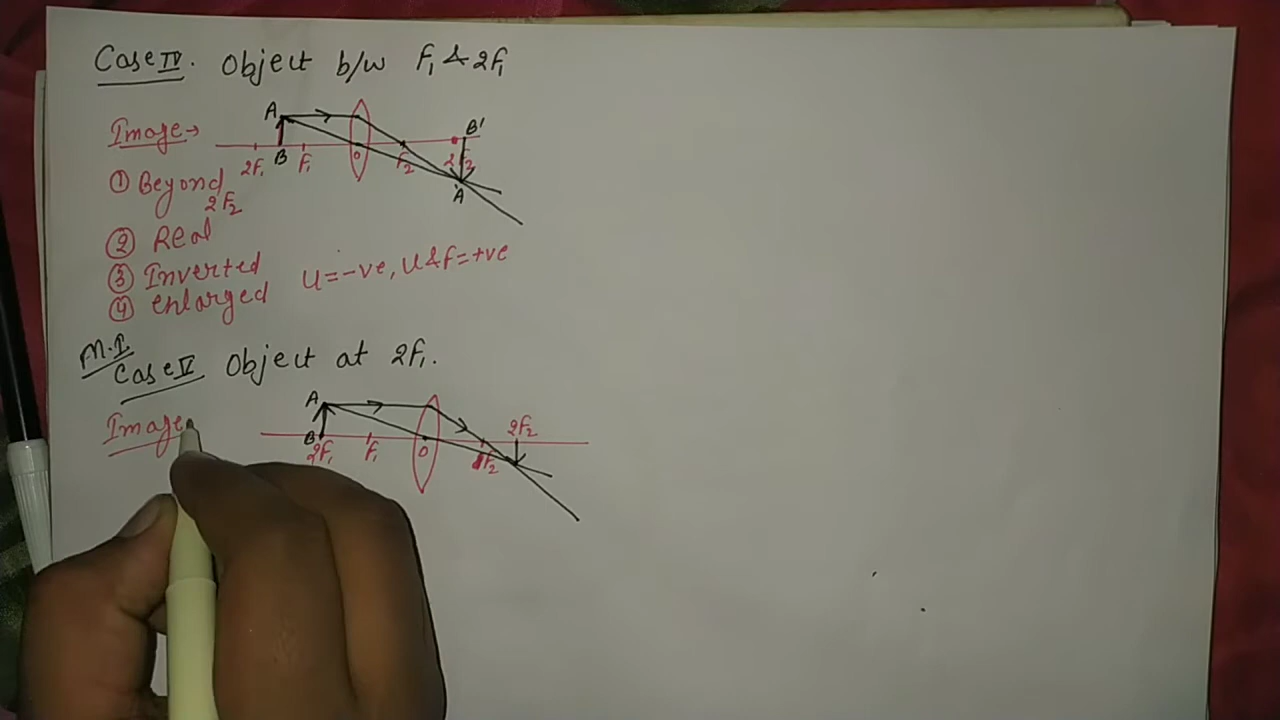 Case IV. Object b/w F1 & 2F1
A
B'
Image→
2F1 B F1 O F2 2F2
A'
① Beyond
2F2
② Real
③ Inverted
④ enlarged
u=-ve, u&f=+ve
M.I
Case V Object at 2F1.
Image
A
B
2F1 F1 O F2 2F2